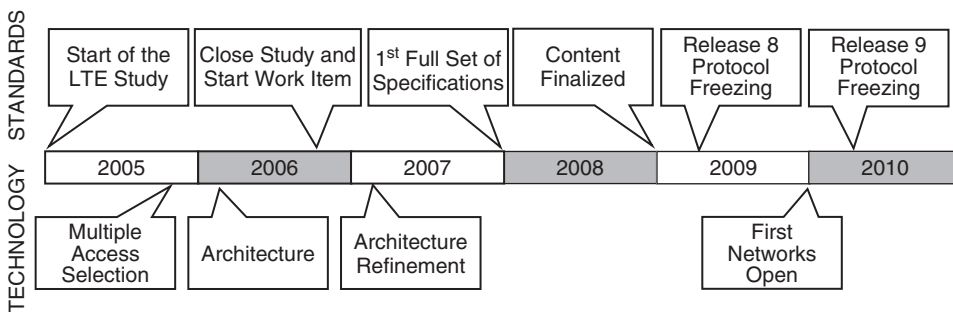 STANDARDS
Start of the
LTE Study
Close Study and
Start Work Item
1st Full Set of
Specifications
Content
Finalized
Release 8
Protocol
Freezing
Release 9
Protocol
Freezing
2005
2006
2007
2008
2009
2010
TECHNOLOGY
Multiple
Access
Selection
Architecture
Architecture
Refinement
First
Networks
Open